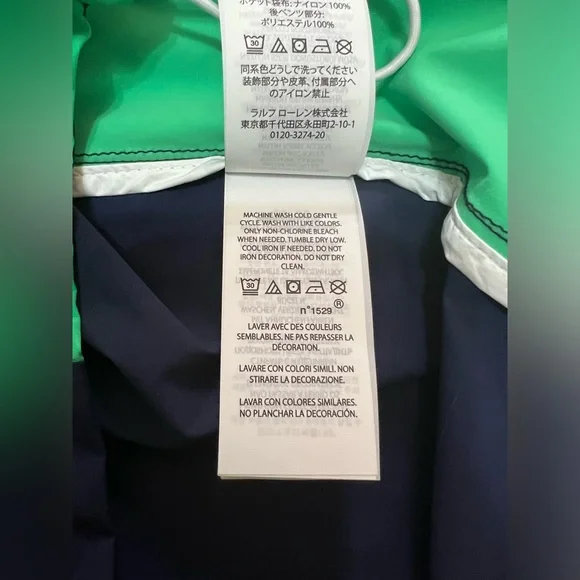 ポケット袋布: ナイロン100%
後ベンツ部分:
ポリエステル100%
30
同系色どうしで洗ってください
装飾部分や皮革、付属部分へ
のアイロン禁止
ラルフ ローレン株式会社
東京都千代田区永田町2-10-1
0120-3274-20
MACHINE WASH COLD GENTLE
CYCLE. WASH WITH LIKE COLORS.
ONLY NON-CHLORINE BLEACH
WHEN NEEDED. TUMBLE DRY LOW.
COOL IRON IF NEEDED. DO NOT
IRON DECORATION. DO NOT DRY
CLEAN.
30
n°1529 ®
LAVER AVEC DES COULEURS
SEMBLABLES. NE PAS REPASSER LA
DÉCORATION.
LAVARE CON COLORI SIMILI. NON
STIRARE LA DECORAZIONE.
LAVAR CON COLORES SIMILARES.
NO PLANCHAR LA DECORACIÓN.